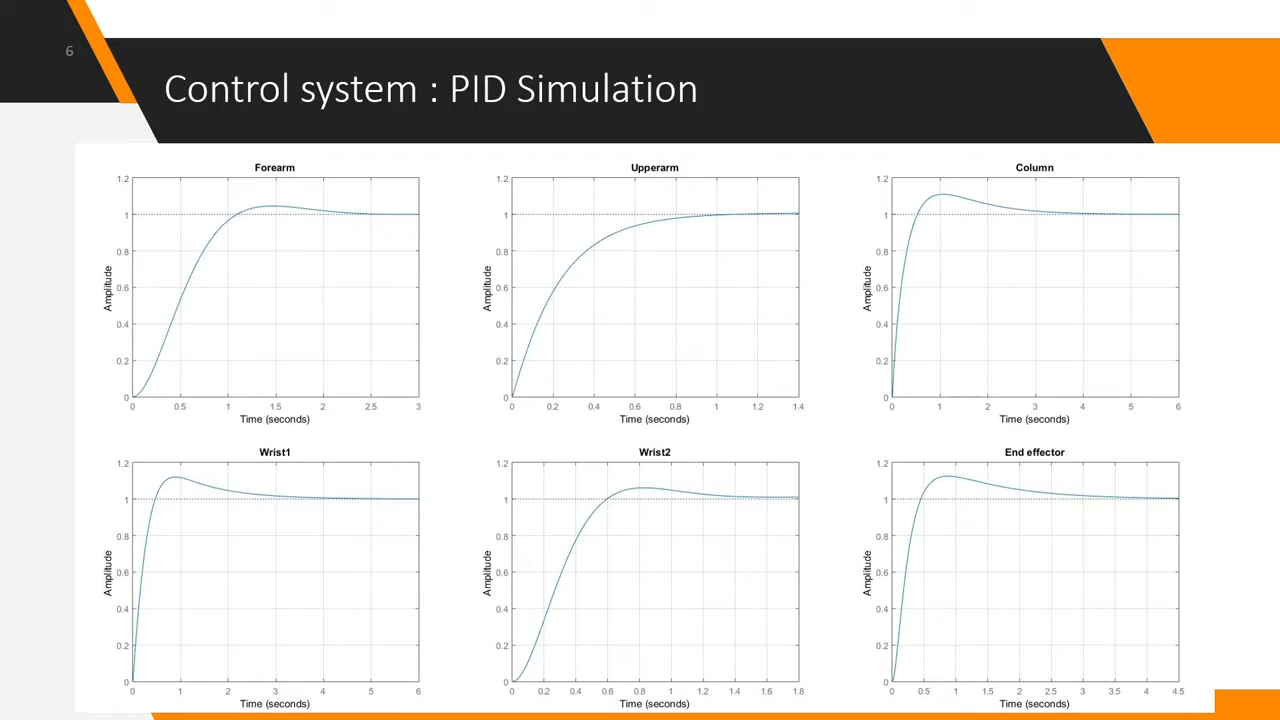 6
Control system : PID Simulation
Forearm
1.2
1
0.8
0.6
0.4
0.2
0
Amplitude
0 0.5 1 1.5 2 2.5 3
Time (seconds)
Upperarm
1.2
1
0.8
0.6
0.4
0.2
0
Amplitude
0 0.2 0.4 0.6 0.8 1 1.2 1.4
Time (seconds)
Column
1.2
1
0.8
0.6
0.4
0.2
0
Amplitude
0 1 2 3 4 5 6
Time (seconds)
Wrist1
1.2
1
0.8
0.6
0.4
0.2
0
Amplitude
0 1 2 3 4 5 6
Time (seconds)
Wrist2
1.2
1
0.8
0.6
0.4
0.2
0
Amplitude
0 0.2 0.4 0.6 0.8 1 1.2 1.4 1.6 1.8
Time (seconds)
End effector
1.2
1
0.8
0.6
0.4
0.2
0
Amplitude
0 0.5 1 1.5 2 2.5 3 3.5 4 4.5
Time (seconds)